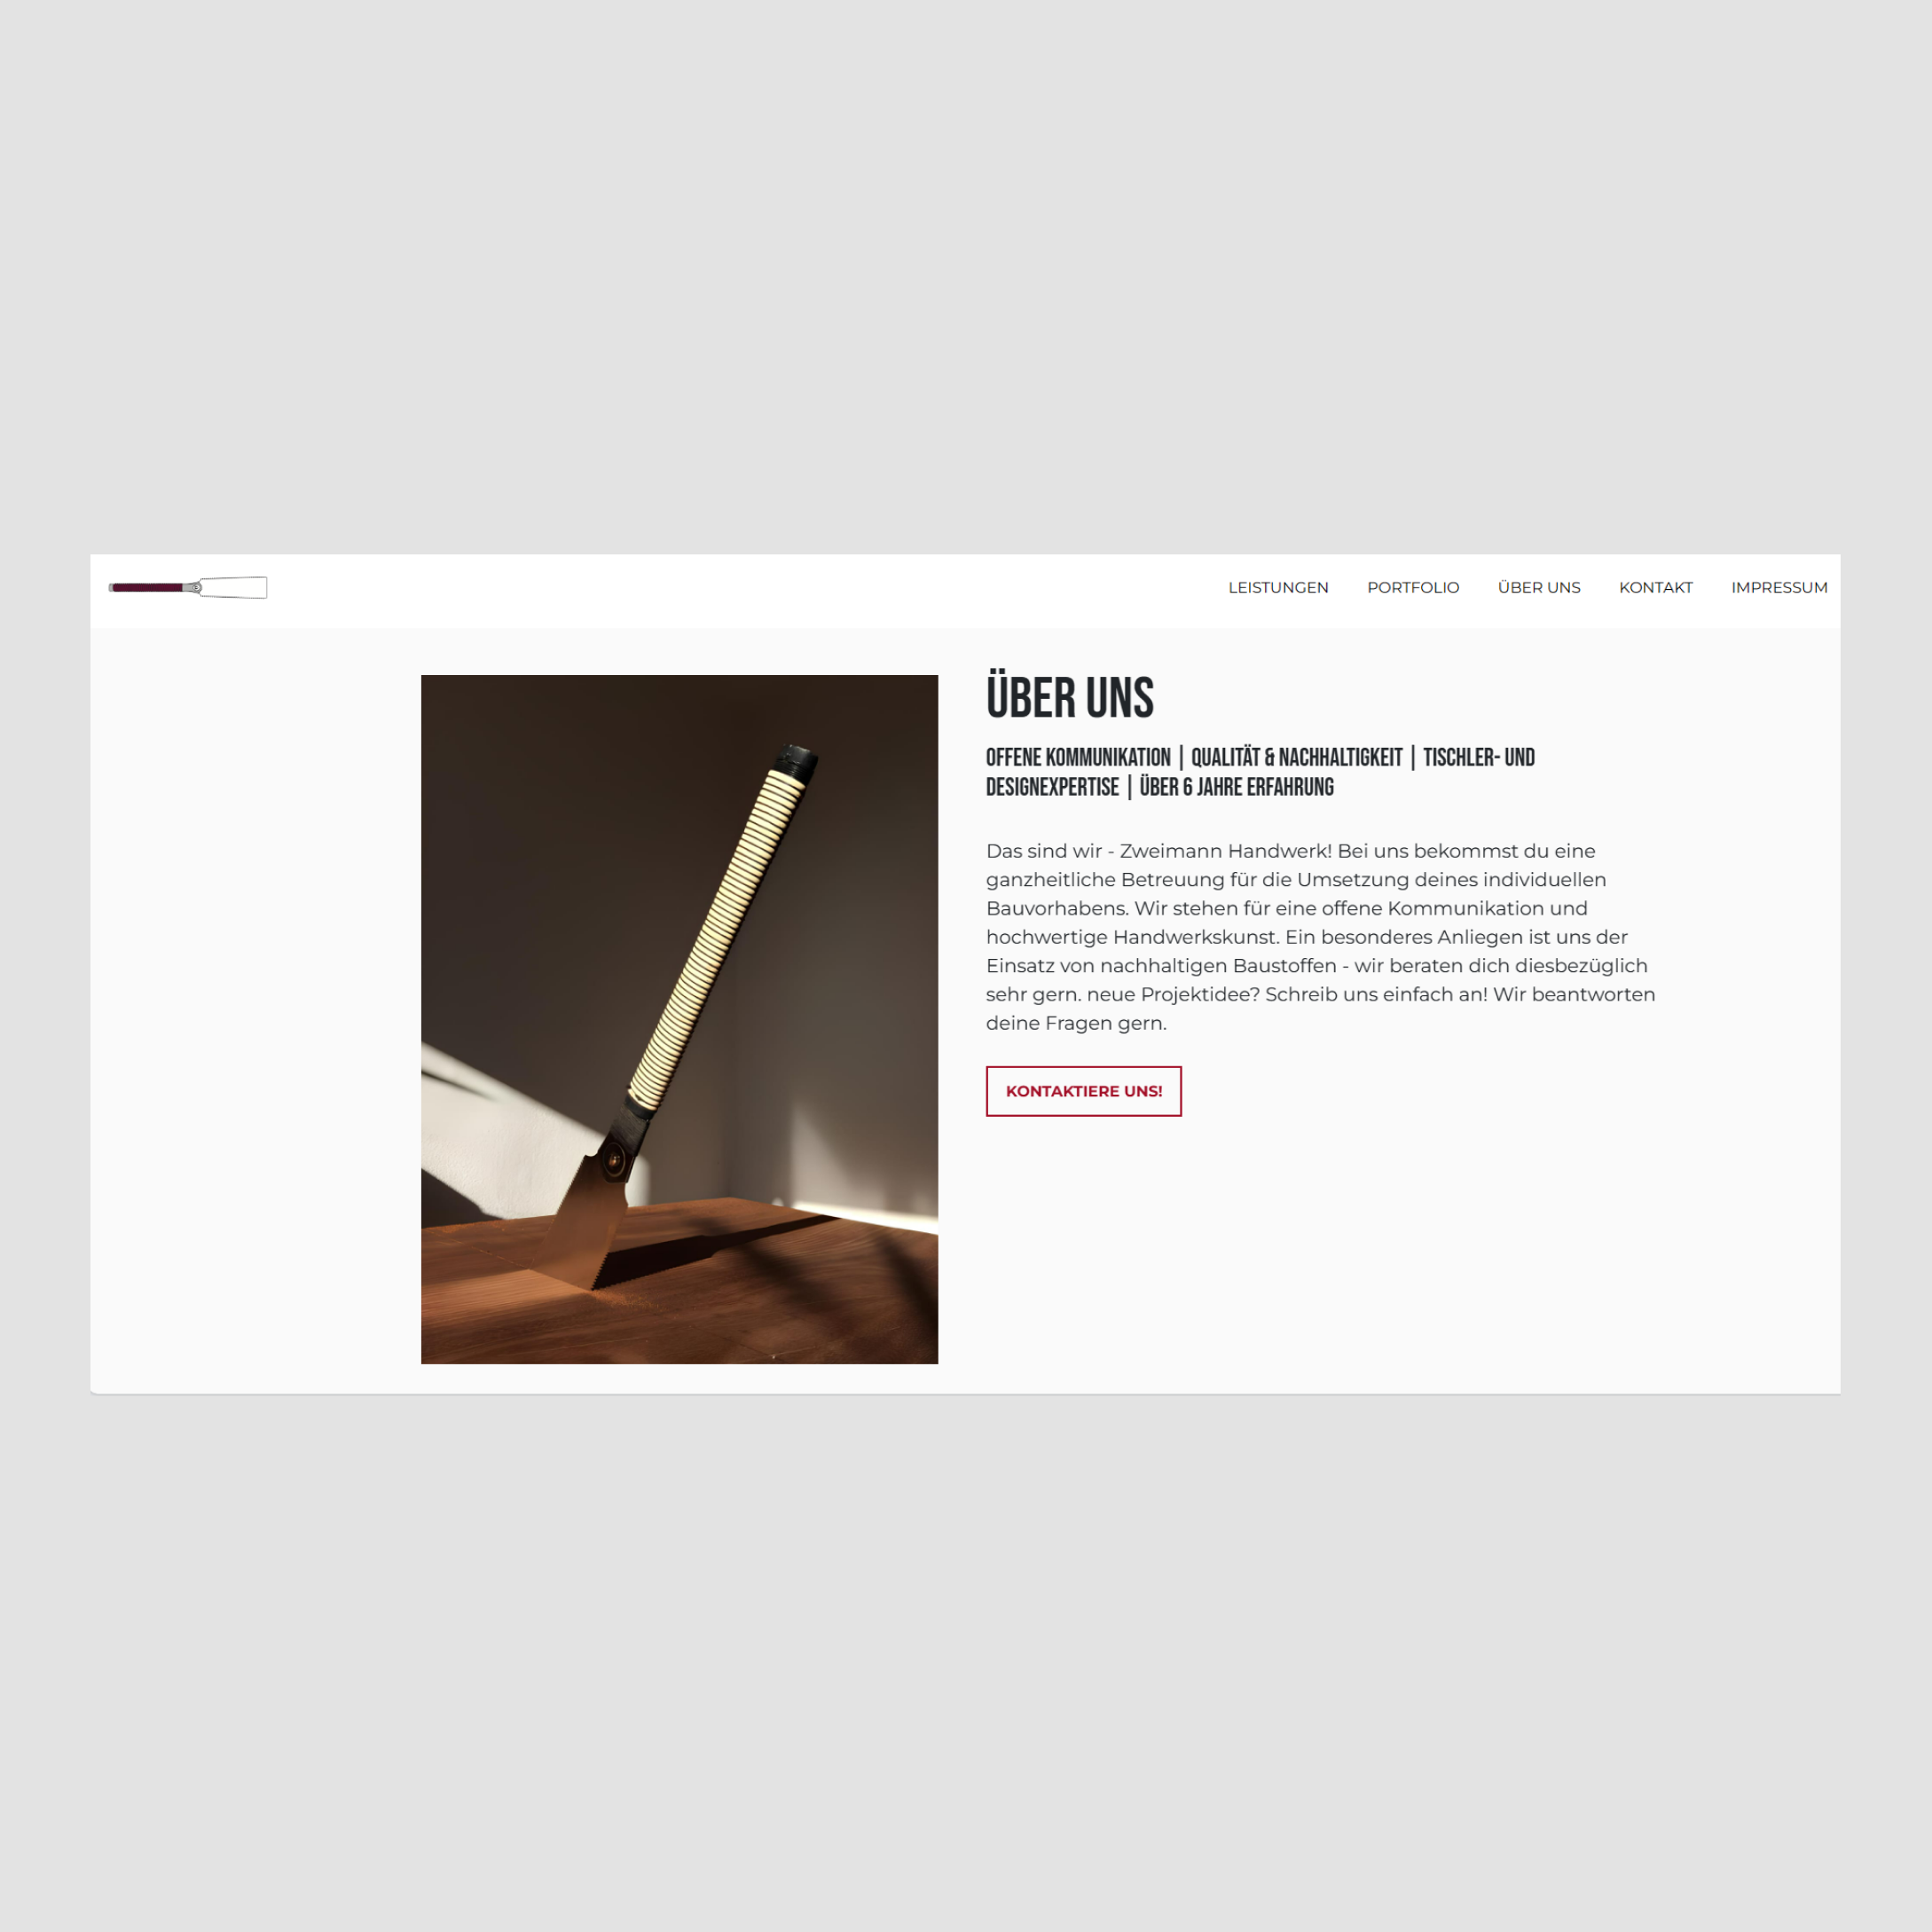 LEISTUNGEN PORTFOLIO ÜBER UNS KONTAKT IMPRESSUM
ÜBER UNS
OFFENE KOMMUNIKATION | QUALITÄT & NACHHALTIGKEIT | TISCHLER- UND
DESIGNEXPERTISE | ÜBER 6 JAHRE ERFAHRUNG
Das sind wir - Zweimann Handwerk! Bei uns bekommst du eine
ganzheitliche Betreuung für die Umsetzung deines individuellen
Bauvorhabens. Wir stehen für eine offene Kommunikation und
hochwertige Handwerkskunst. Ein besonderes Anliegen ist uns der
Einsatz von nachhaltigen Baustoffen - wir beraten dich diesbezüglich
sehr gern. neue Projektidee? Schreib uns einfach an! Wir beantworten
deine Fragen gern.
KONTAKTIERE UNS!